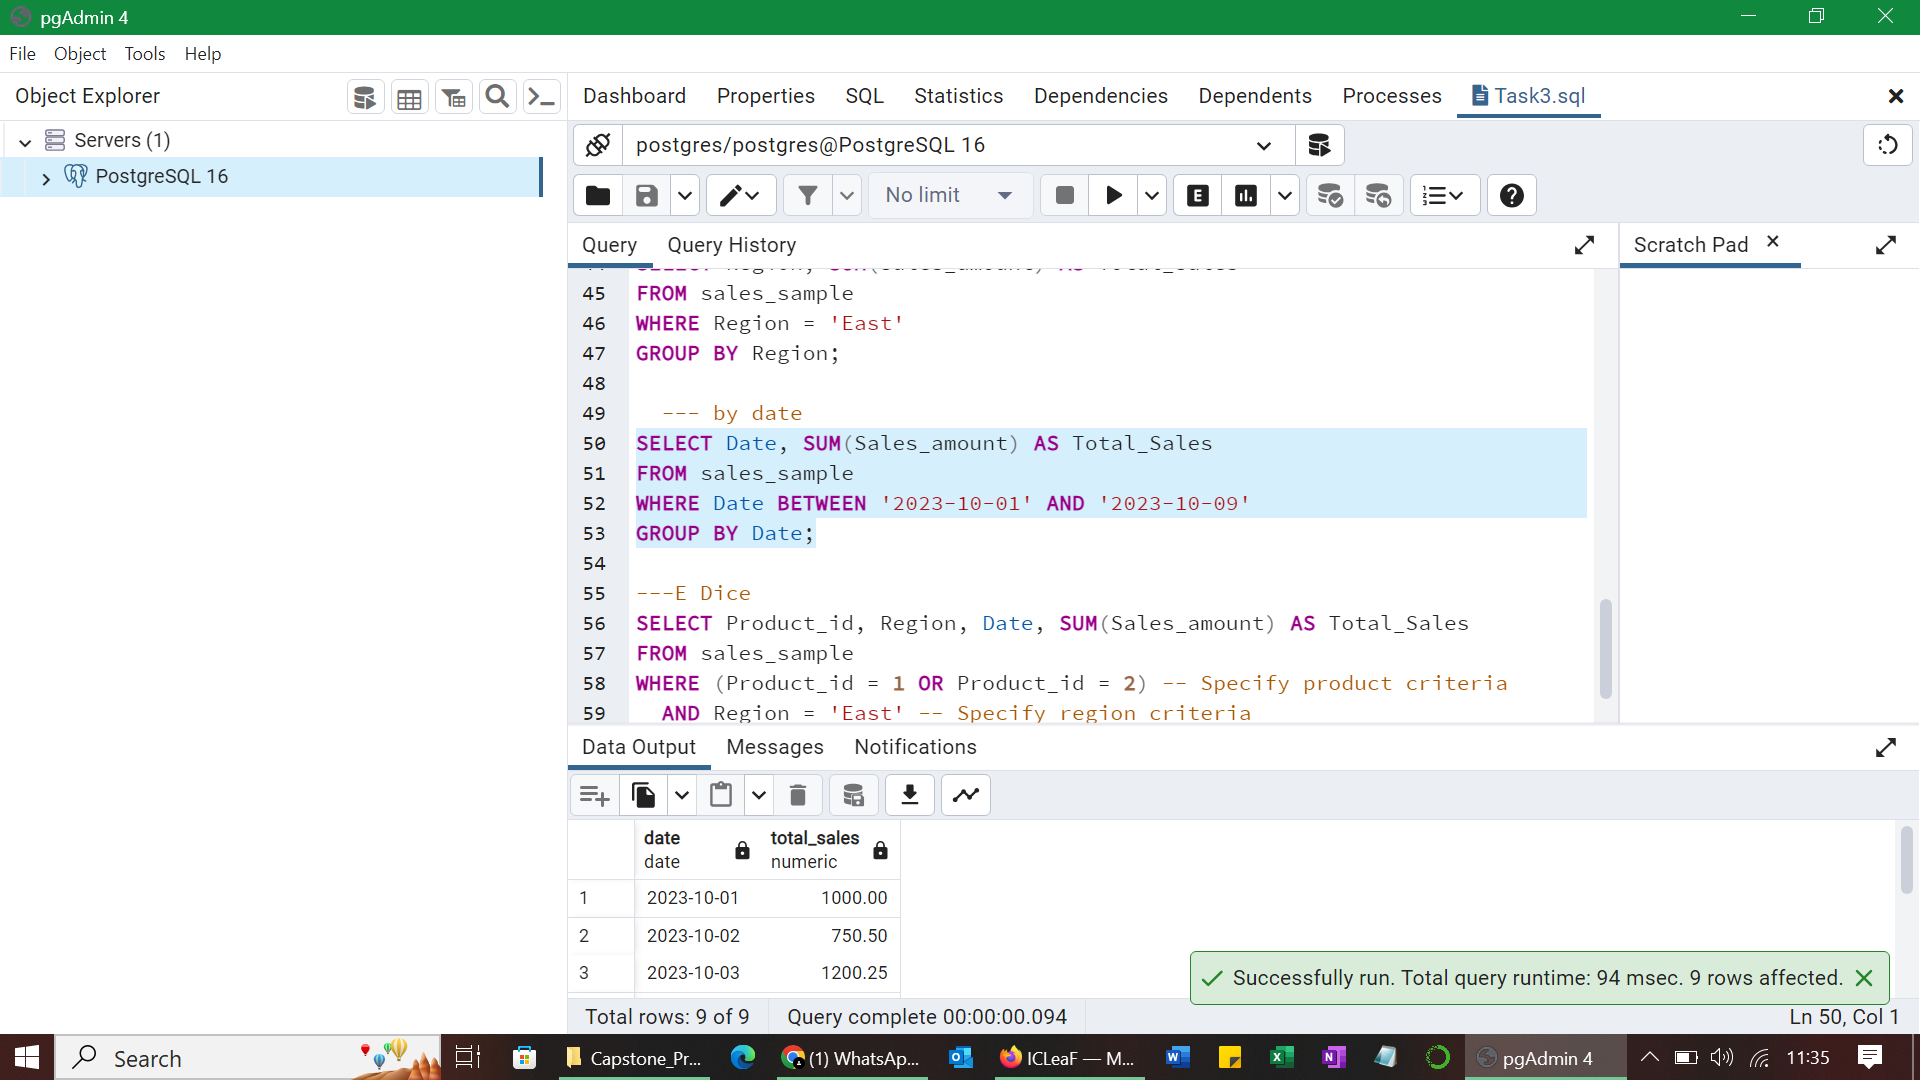 pgAdmin 4
File Object Tools Help
Object Explorer
Dashboard Properties SQL Statistics Dependencies Dependents Processes Task3.sql
Servers (1)
PostgreSQL 16
postgres/postgres@PostgreSQL 16
No limit
E
Query Query History
Scratch Pad
45 FROM sales_sample
46 WHERE Region = 'East'
47 GROUP BY Region;
48
49 --- by date
50 SELECT Date, SUM(Sales_amount) AS Total_Sales
51 FROM sales_sample
52 WHERE Date BETWEEN '2023-10-01' AND '2023-10-09'
53 GROUP BY Date;
54
55 ---E Dice
56 SELECT Product_id, Region, Date, SUM(Sales_amount) AS Total_Sales
57 FROM sales_sample
58 WHERE (Product_id = 1 OR Product_id = 2) -- Specify product criteria
59 AND Region = 'East' -- Specify region criteria
Data Output Messages Notifications
date total_sales
date numeric
1 2023-10-01 1000.00
2 2023-10-02 750.50
3 2023-10-03 1200.25
Successfully run. Total query runtime: 94 msec. 9 rows affected.
Total rows: 9 of 9 Query complete 00:00:00.094 Ln 50, Col 1
Search Capstone_Pr... (1) WhatsAp... ICLeaF — M... pgAdmin 4 11:35